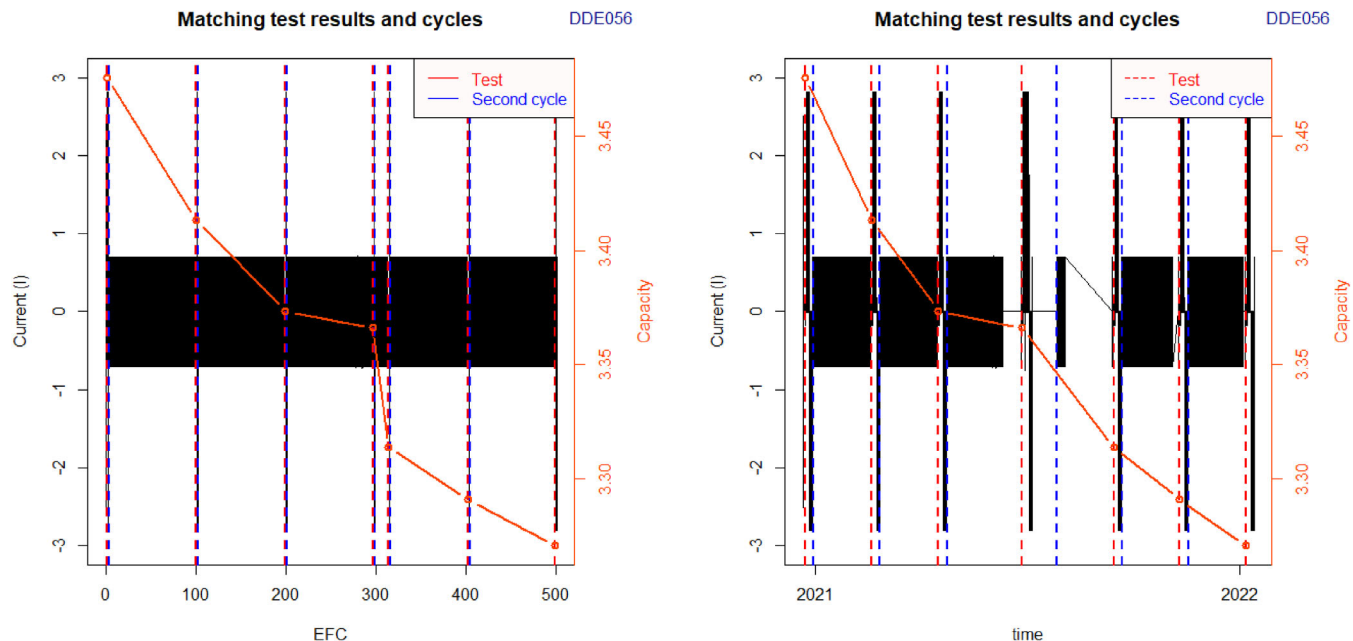 Matching test results and cycles
DDE056
Test
Second cycle
3
2
1
0
-1
-2
-3
Current (I)
3.45
3.40
3.35
3.30
Capacity
0
100
200
300
400
500
EFC
Matching test results and cycles
DDE056
Test
Second cycle
3
2
1
0
-1
-2
-3
Current (I)
3.45
3.40
3.35
3.30
Capacity
2021
2022
time